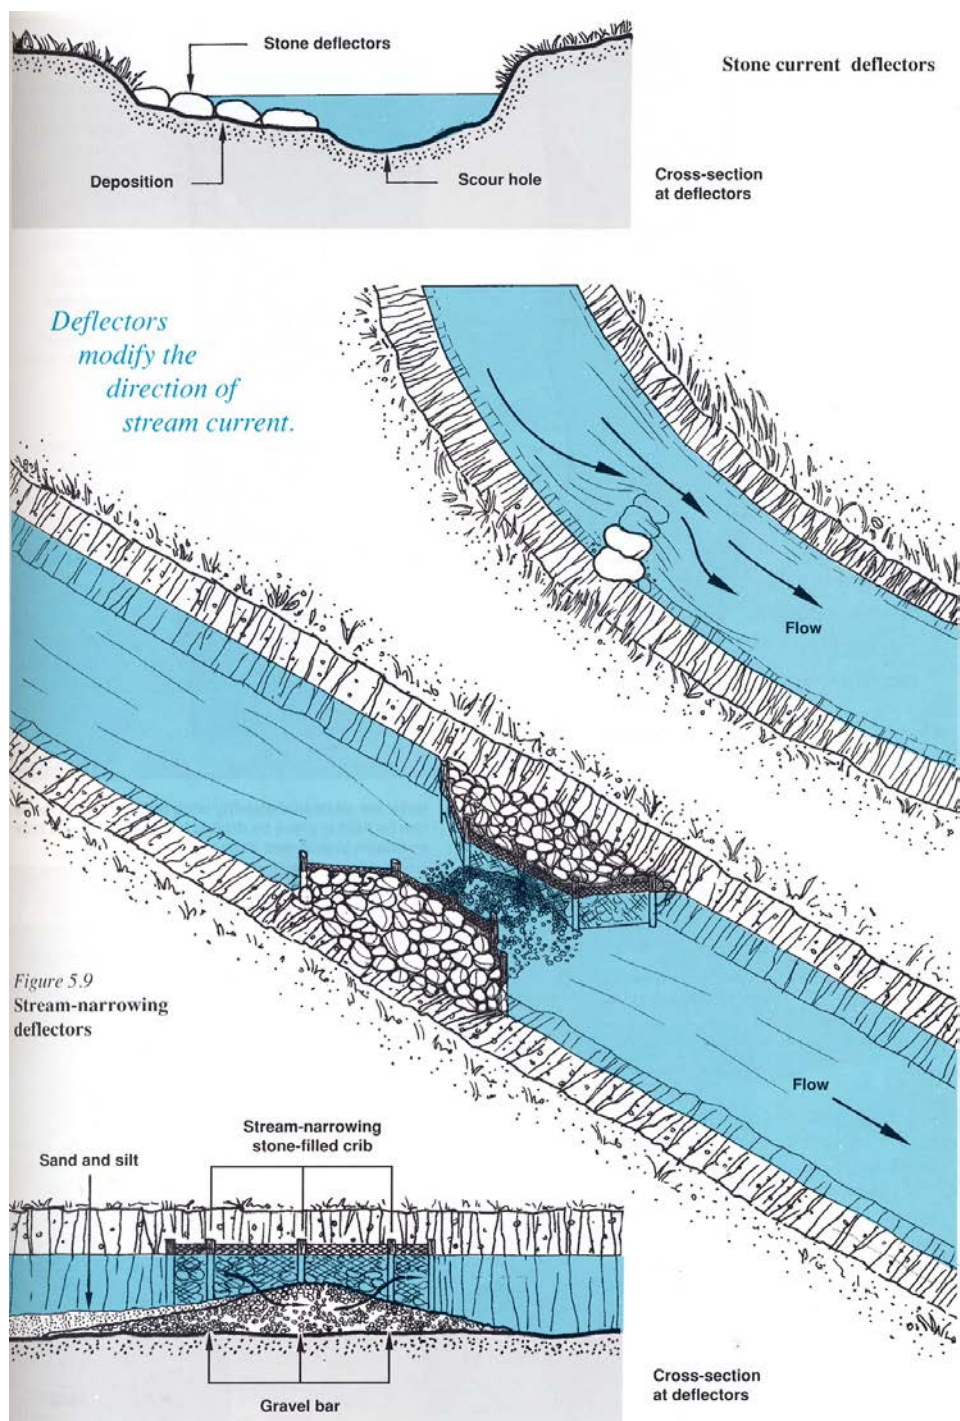 Stone deflectors
Stone current deflectors
Deposition
Scour hole
Cross-section
at deflectors
Deflectors
modify the
direction of
stream current.
Flow
Figure 5.9
Stream-narrowing
deflectors
Flow
Stream-narrowing
stone-filled crib
Sand and silt
Gravel bar
Cross-section
at deflectors